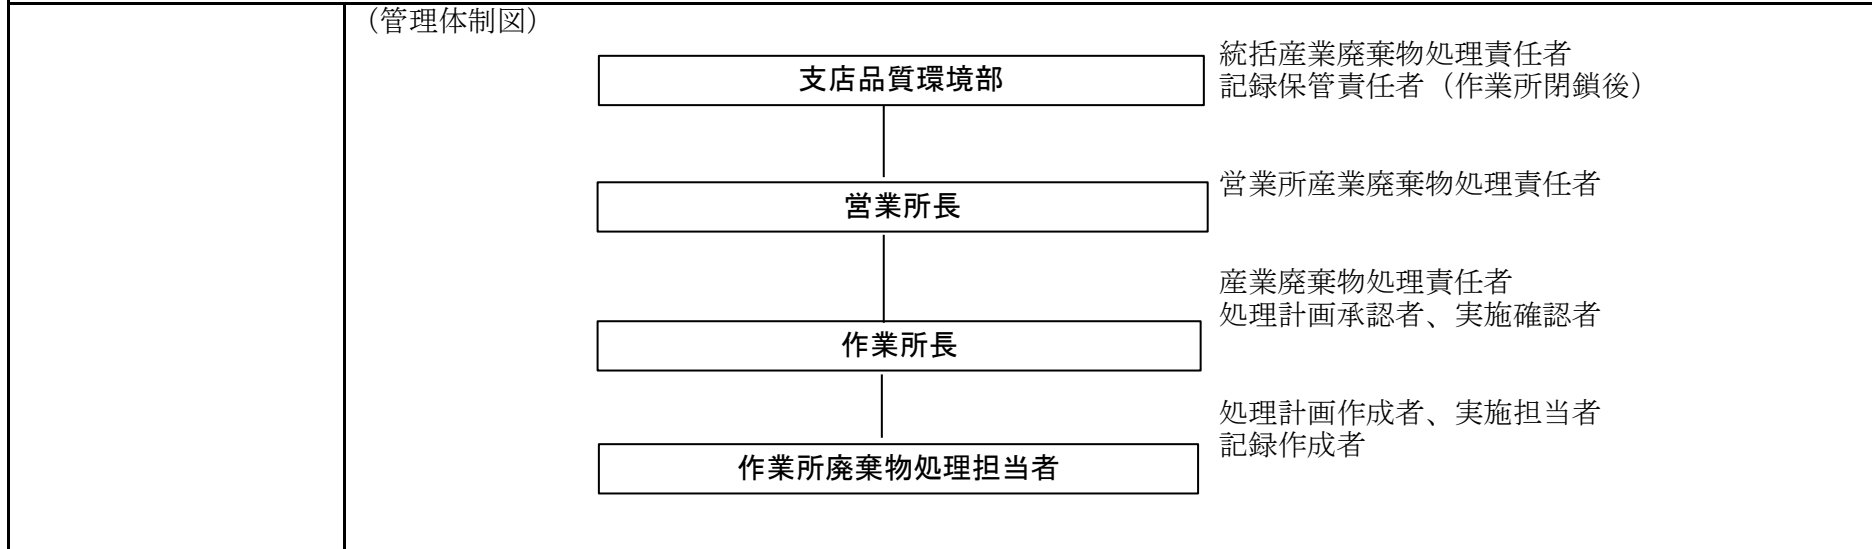 （管理体制図）
統括産業廃棄物処理責任者
支店品質環境部
記録保管責任者（作業所閉鎖後）
営業所産業廃棄物処理責任者
営業所長
産業廃棄物処理責任者
処理計画承認者、実施確認者
作業所長
処理計画作成者、実施担当者
記録作成者
作業所廃棄物処理担当者